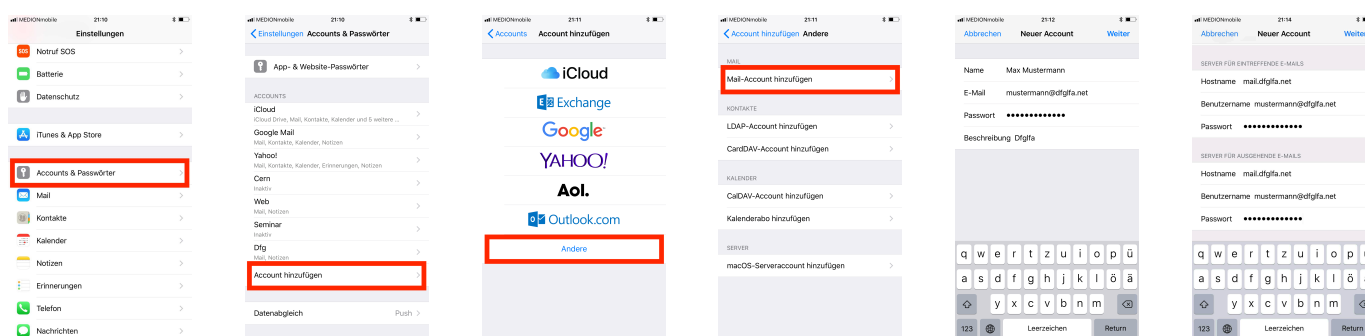 MEDIONmobile 21:10
Einstellungen
SOS Notruf SOS
Batterie
Datenschutz
iTunes & App Store
Accounts & Passwörter
Mail
Kontakte
Kalender
Notizen
Erinnerungen
Telefon
Nachrichten
MEDIONmobile 21:10
Einstellungen Accounts & Passwörter
App- & Website-Passwörter
ACCOUNTS
iCloud
iCloud Drive, Mail, Kontakte, Kalender und 5 weitere ...
Google Mail
Mail, Kontakte, Kalender, Notizen
Yahoo!
Mail, Kontakte, Kalender, Erinnerungen, Notizen
Cern
Inaktiv
Web
Mail, Notizen
Seminar
Inaktiv
Dfg
Mail, Notizen
Account hinzufügen
Datenabgleich Push
MEDIONmobile 21:11
Accounts Account hinzufügen
iCloud
Exchange
Google
YAHOO!
Aol.
Outlook.com
Andere
MEDIONmobile 21:11
Account hinzufügen Andere
MAIL
Mail-Account hinzufügen
KONTAKTE
LDAP-Account hinzufügen
CardDAV-Account hinzufügen
KALENDER
CalDAV-Account hinzufügen
Kalenderabo hinzufügen
SERVER
macOS-Serveraccount hinzufügen
MEDIONmobile 21:12
Abbrechen Neuer Account Weiter
Name Max Mustermann
E-Mail mustermann@dfglfa.net
Passwort ●●●●●●●●●●●●●
Beschreibung Dfglfa
q w e r t z u i o p ü
a s d f g h j k l ö ä
y x c v b n m
123 Leerzeichen Return
MEDIONmobile 21:14
Abbrechen Neuer Account Weiter
SERVER FÜR EINTREFFENDE E-MAILS
Hostname mail.dfglfa.net
Benutzername mustermann@dfglfa.net
Passwort ●●●●●●●●●●●●●
SERVER FÜR AUSGEHENDE E-MAILS
Hostname mail.dfglfa.net
Benutzername mustermann@dfglfa.net
Passwort ●●●●●●●●●●●●●
q w e r t z u i o p ü
a s d f g h j k l ö ä
y x c v b n m
123 Leerzeichen Return